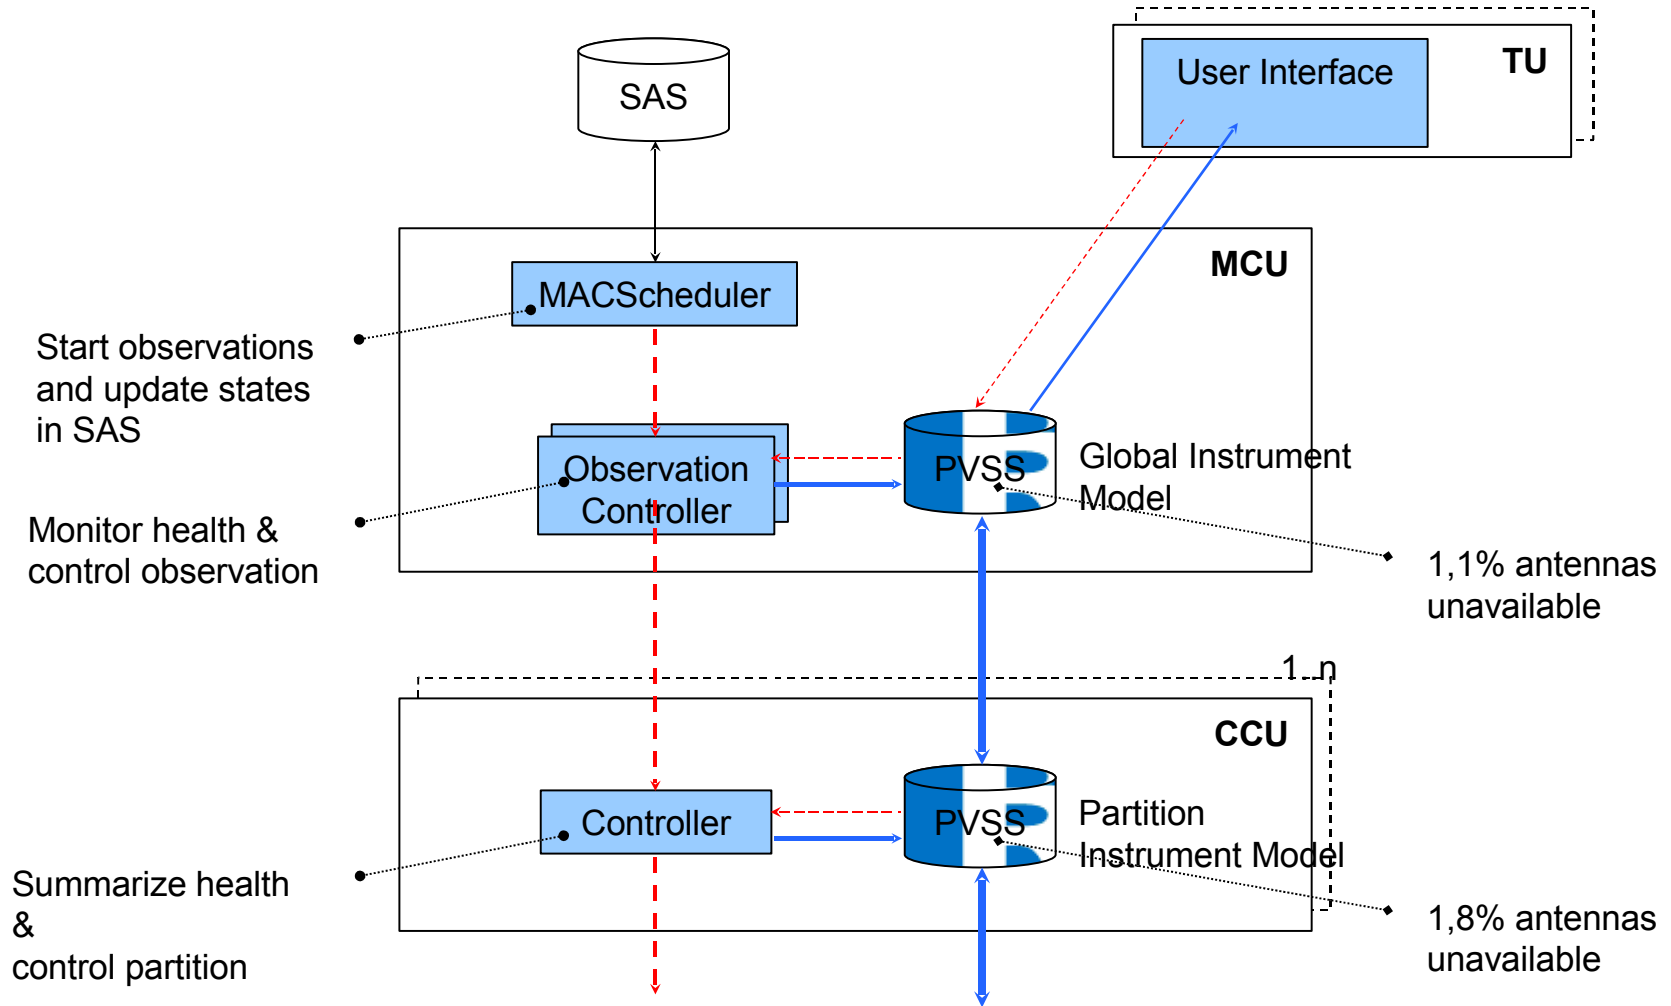 SAS
User Interface
TU
MCU
MACScheduler
Start observations
and update states
in SAS
Observation
Controller
PVSS
Global Instrument
Model
Monitor health &
control observation
1,1% antennas
unavailable
1..n
CCU
Controller
PVSS
Partition
Instrument Model
Summarize health
&
control partition
1,8% antennas
unavailable